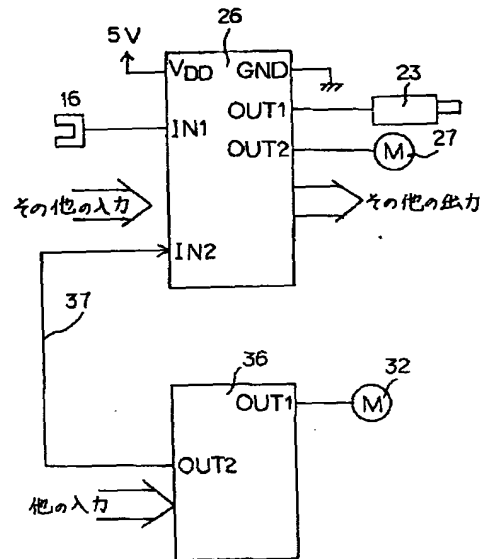 5V
26
VDD
GND
23
16
IN1
OUT1
OUT2
M
27
その他の入力
その他の出力
IN2
37
36
32
OUT1
M
OUT2
他の入力